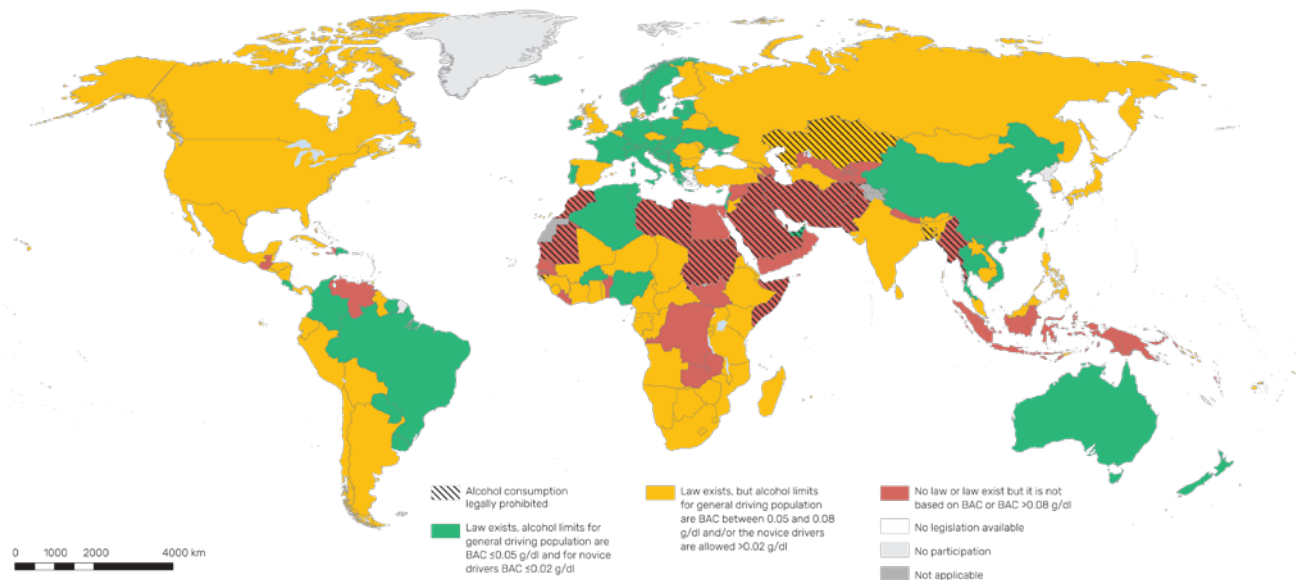 Alcohol consumption
legally prohibited
Law exists, alcohol limits for
general driving population are
BAC ≤0.05 g/dl and for novice
drivers BAC ≤0.02 g/dl
Law exists, but alcohol limits
for general driving population
are BAC between 0.05 and 0.08
g/dl and/or the novice drivers
are allowed >0.02 g/dl
No law or law exist but it is not
based on BAC or BAC >0.08 g/dl
No legislation available
No participation
Not applicable
0 1000 2000 4000 km